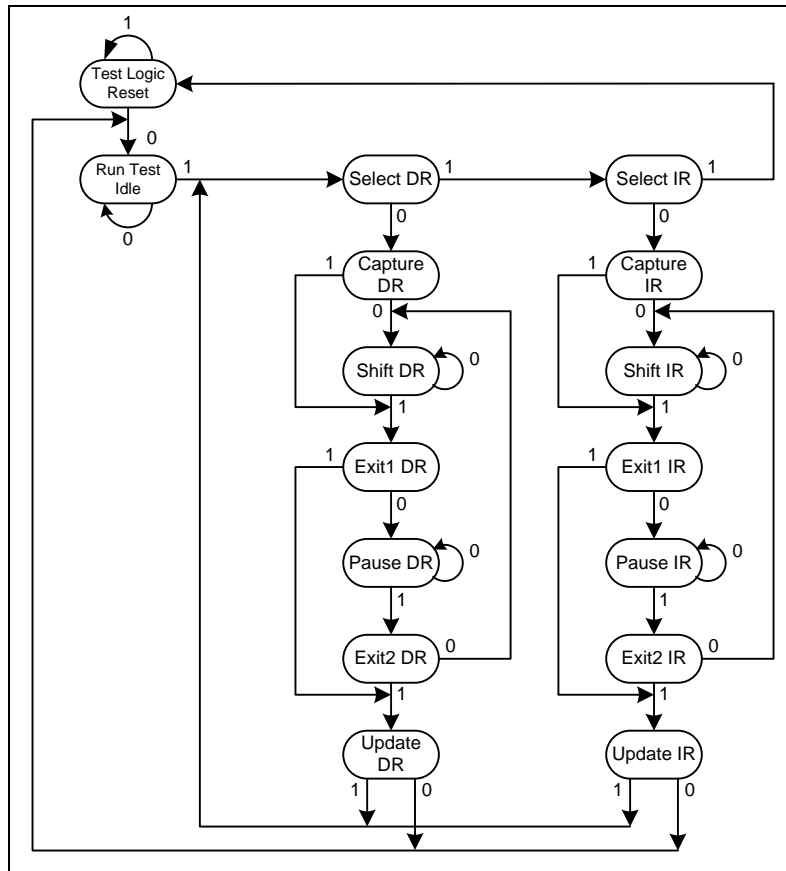 1
Test Logic
Reset
0
Run Test
Idle
1
0
Select DR
1
0
Select IR
1
0
Capture
DR
1
0
Capture
IR
1
0
Shift DR
0
1
Shift IR
0
1
Exit1 DR
1
0
Exit1 IR
1
0
Pause DR
0
1
Pause IR
0
1
Exit2 DR
0
1
Exit2 IR
0
1
Update
DR
1
0
Update IR
1
0